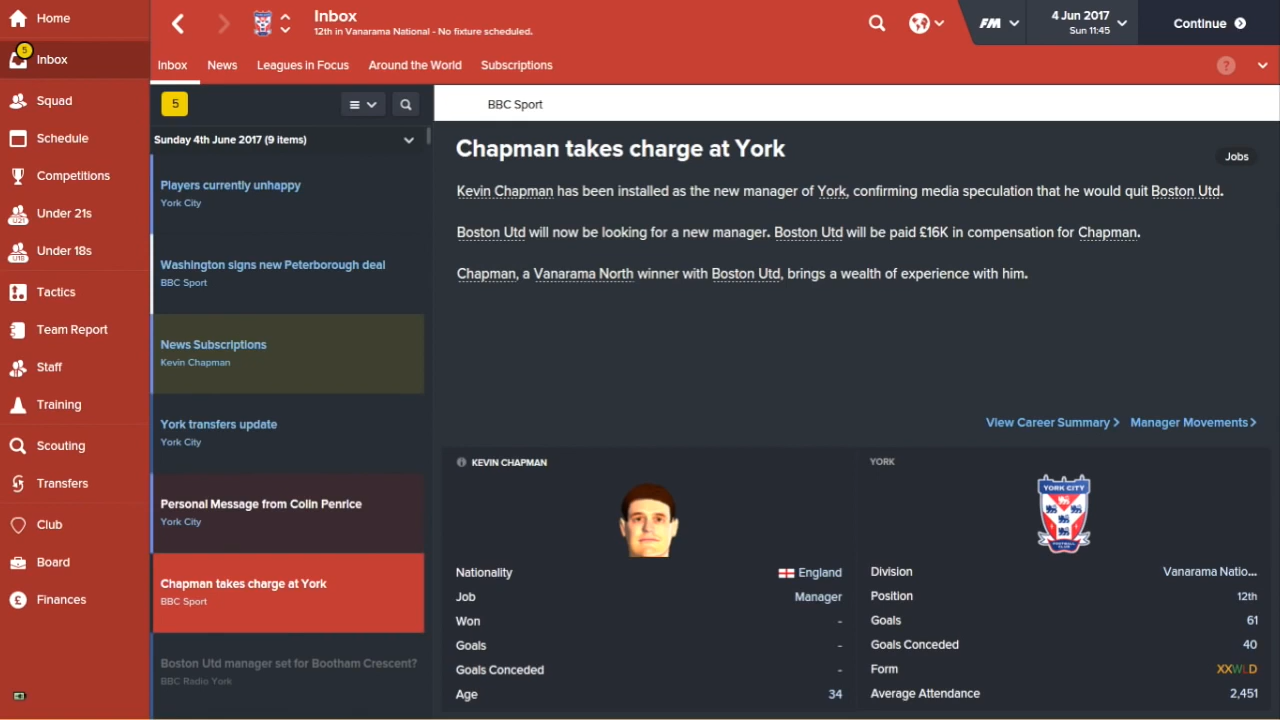 Home
5
Inbox
Squad
Schedule
Competitions
U21
Under 21s
U18
Under 18s
Tactics
Team Report
Staff
Training
Scouting
Transfers
Club
Board
£
Finances
Inbox
12th in Vanarama National - No fixture scheduled.
FM
4 Jun 2017
Sun 11:45
Continue
Inbox
News
Leagues in Focus
Around the World
Subscriptions
?
5
Sunday 4th June 2017 (9 items)
Players currently unhappy
York City
Washington signs new Peterborough deal
BBC Sport
News Subscriptions
Kevin Chapman
York transfers update
York City
Personal Message from Colin Penrice
York City
Chapman takes charge at York
BBC Sport
Boston Utd manager set for Bootham Crescent?
BBC Radio York
BBC Sport
Chapman takes charge at York
Jobs
Kevin Chapman has been installed as the new manager of York, confirming media speculation that he would quit Boston Utd.
Boston Utd will now be looking for a new manager. Boston Utd will be paid £16K in compensation for Chapman.
Chapman, a Vanarama North winner with Boston Utd, brings a wealth of experience with him.
View Career Summary >
Manager Movements >
KEVIN CHAPMAN
Nationality England
Job Manager
Won -
Goals -
Goals Conceded -
Age 34
YORK
YORK CITY
FOOTBALL CLUB
Division Vanarama Natio...
Position 12th
Goals 61
Goals Conceded 40
Form XXWLD
Average Attendance 2,451